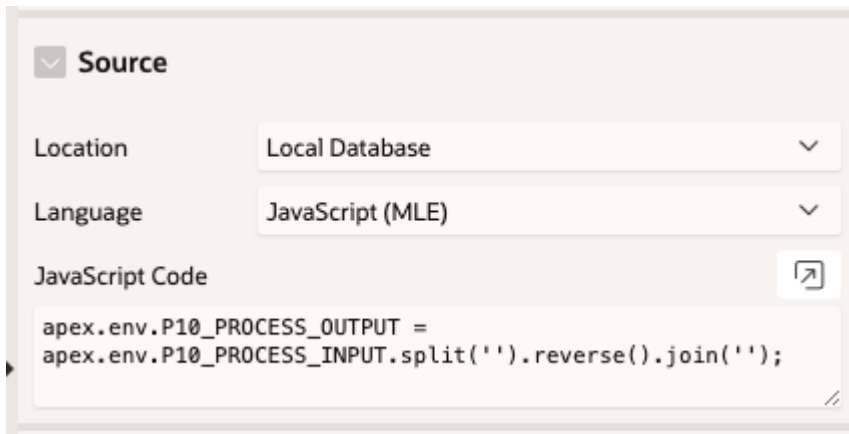 Source
Location Local Database
Language JavaScript (MLE)
JavaScript Code
apex.env.P10_PROCESS_OUTPUT =
apex.env.P10_PROCESS_INPUT.split('').reverse().join('');